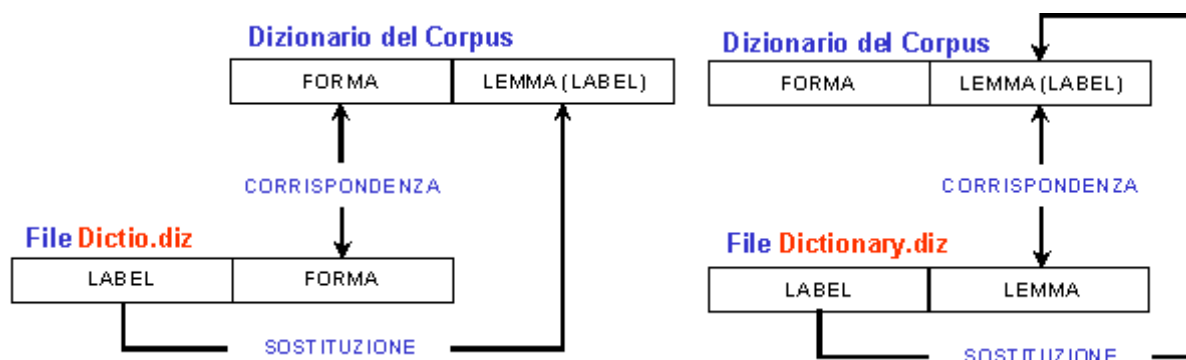 Dizionario del Corpus
FORMA LEMMA(LABEL)
CORRISPONDENZA
File Dictio.diz
LABEL FORMA
SOSTITUZIONE
Dizionario del Corpus
FORMA LEMMA(LABEL)
CORRISPONDENZA
File Dictionary.diz
LABEL LEMMA
SOSTITUZIONE